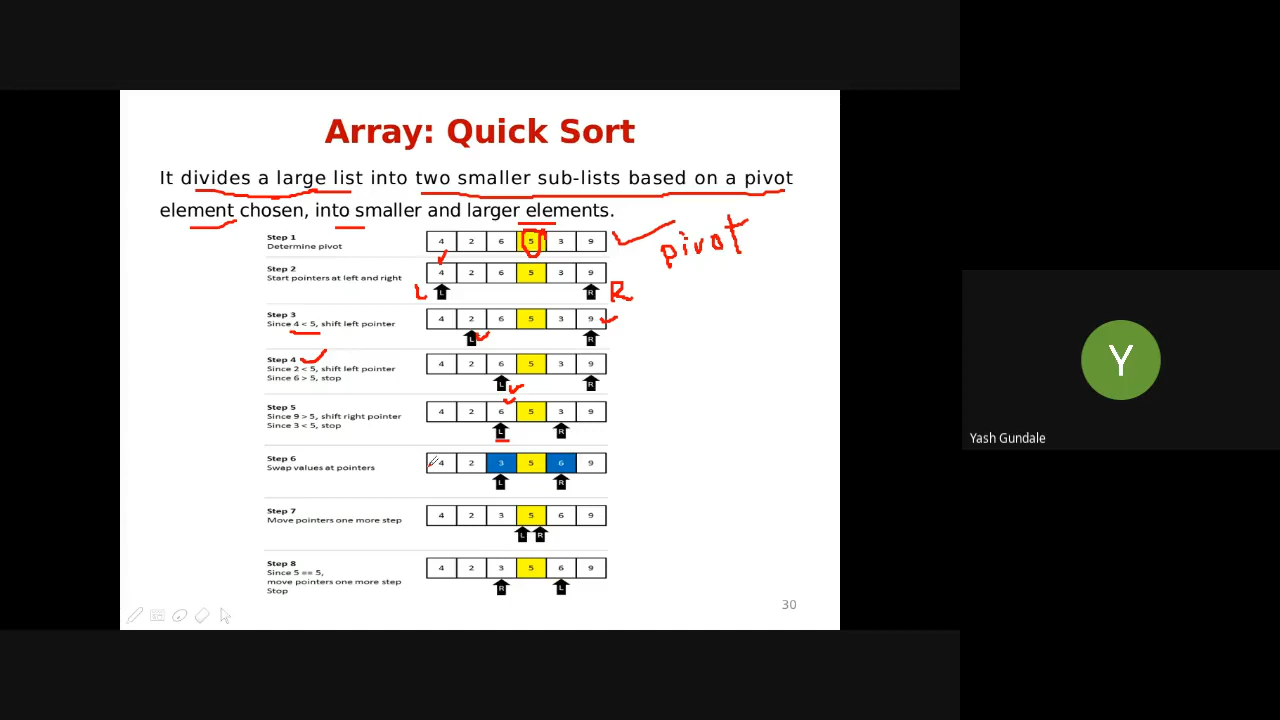 Array: Quick Sort
It divides a large list into two smaller sub-lists based on a pivot
element chosen, into smaller and larger elements.
Step 1
Determine pivot
4 2 6 5 3 9
pivot
Step 2
Start pointers at left and right
4 2 6 5 3 9
L L R R
Step 3
Since 4 < 5, shift left pointer
4 2 6 5 3 9
L R
Step 4
Since 2 < 5, shift left pointer
Since 6 > 5, stop
4 2 6 5 3 9
L R
Step 5
Since 9 > 5, shift right pointer
Since 3 < 5, stop
4 2 6 5 3 9
L R
Step 6
Swap values at pointers
4 2 3 5 6 9
L R
Step 7
Move pointers one more step
4 2 3 5 6 9
L R
Step 8
Since 5 == 5,
move pointers one more step
Stop
4 2 3 5 6 9
R L
30
Y
Yash Gundale